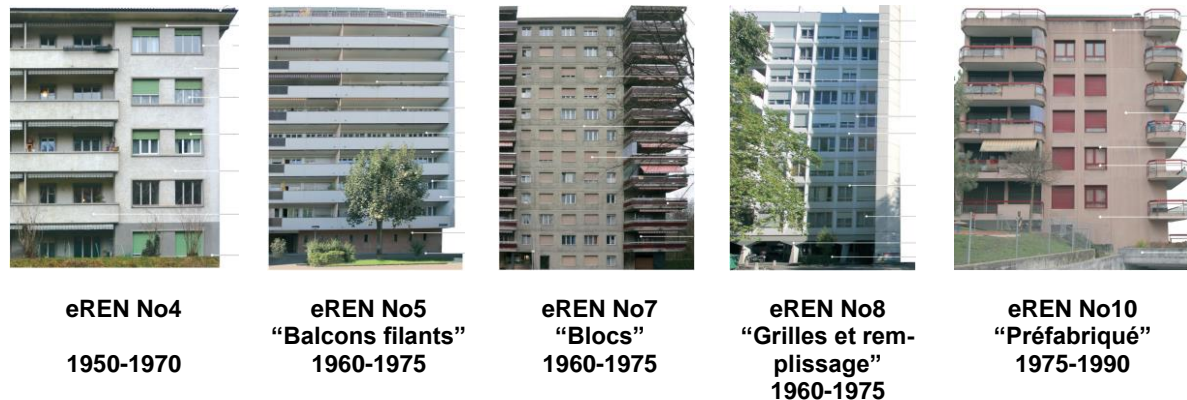 eREN No4
1950-1970
eREN No5
“Balcons filants”
1960-1975
eREN No7
“Blocs”
1960-1975
eREN No8
“Grilles et rem-
plissage”
1960-1975
eREN No10
“Préfabriqué”
1975-1990